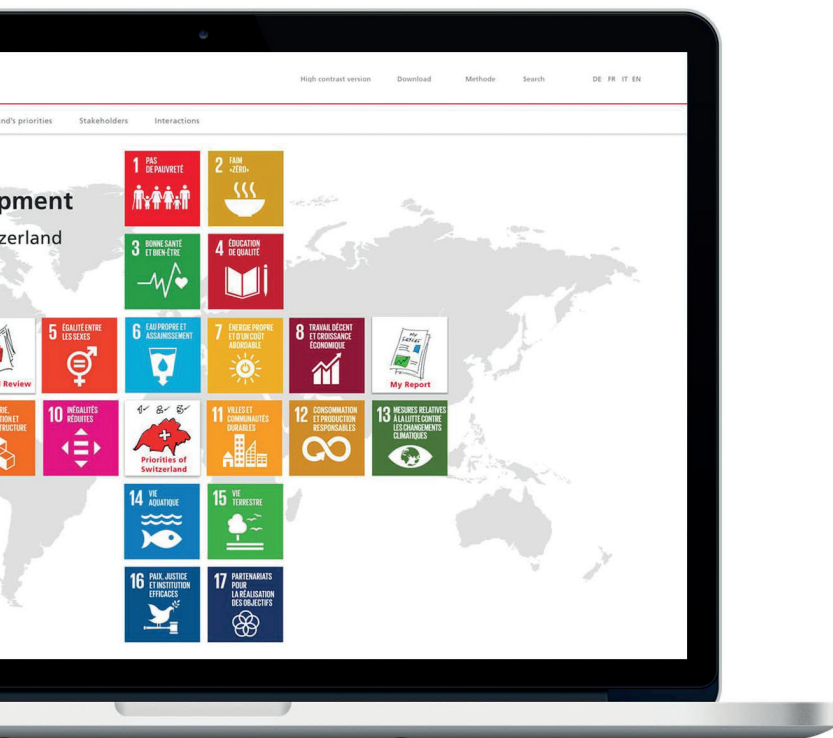 High contrast version Download Methode Search DE FR IT EN
nd's priorities Stakeholders Interactions
pment
zerland
1 PAS
DE PAUVRETÉ
2 FAIM
«ZÉRO»
3 BONNE SANTÉ
ET BIEN-ÊTRE
4 ÉDUCATION
DE QUALITÉ
Review
5 ÉGALITÉ ENTRE
LES SEXES
6 EAU PROPRE ET
ASSAINISSEMENT
7 ÉNERGIE PROPRE
ET D'UN COÛT
ABORDABLE
8 TRAVAIL DÉCENT
ET CROISSANCE
ÉCONOMIQUE
My Report
RIE,
TION ET
TRUCTURE
10 INÉGALITÉS
RÉDUITES
Priorities of
Switzerland
11 VILLES ET
COMMUNAUTÉS
DURABLES
12 CONSOMMATION
ET PRODUCTION
RESPONSABLES
13 MESURES RELATIVES
À LA LUTTE CONTRE
LES CHANGEMENTS
CLIMATIQUES
14 VIE
AQUATIQUE
15 VIE
TERRESTRE
16 PAIX, JUSTICE
ET INSTITUTION
EFFICACES
17 PARTENARIATS
POUR
LA RÉALISATION
DES OBJECTIFS